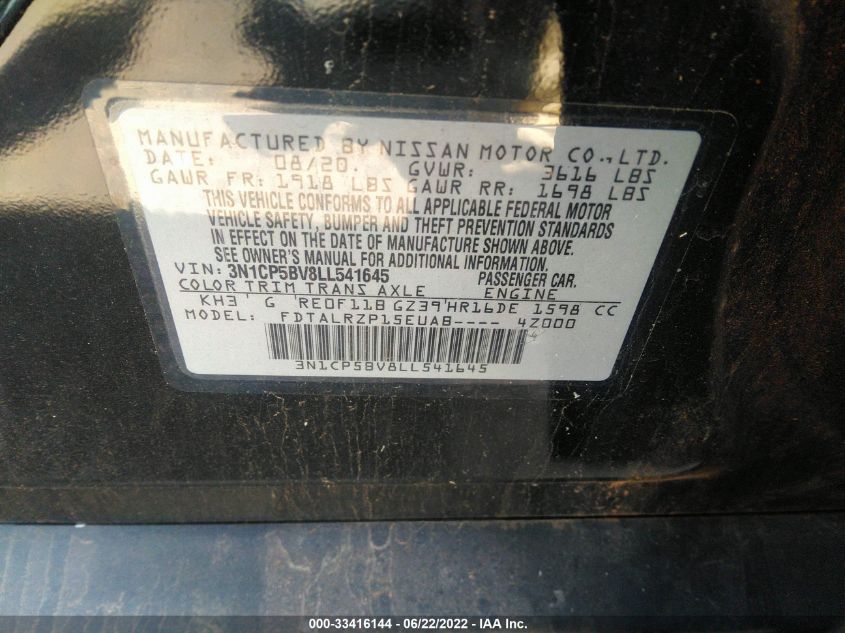 MANUFACTURED BY NISSAN MOTOR CO.,LTD.
DATE: 08/20. GVWR: 3616 LBS
GAWR FR: 1918 LBS GAWR RR: 1698 LBS
THIS VEHICLE CONFORMS TO ALL APPLICABLE FEDERAL MOTOR
VEHICLE SAFETY, BUMPER AND THEFT PREVENTION STANDARDS
IN EFFECT ON THE DATE OF MANUFACTURE SHOWN ABOVE.
SEE OWNER'S MANUAL FOR ADDITIONAL INFORMATION.
VIN: 3N1CP5BV8LL541645 PASSENGER CAR.
COLOR TRIM TRANS AXLE ENGINE
KH3 G RE0F11B GZ39 HR16DE 1598 CC
MODEL: FDTALRZP15EUAB---- 4Z000
3N1CP5BV8LL541645
000-33416144 - 06/22/2022 - IAA Inc.